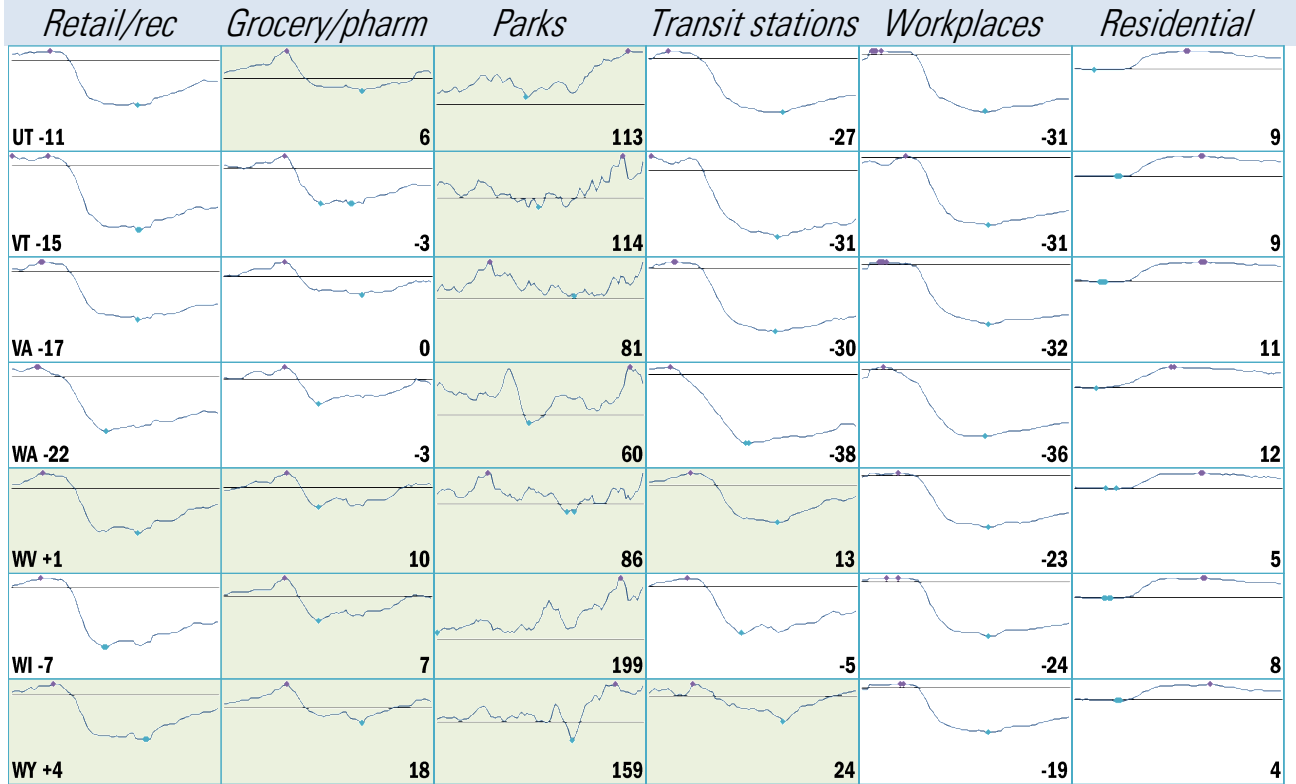 Retail/rec Grocery/pharm Parks Transit stations Workplaces Residential
UT -11 6 113 -27 -31 9
VT -15 -3 114 -31 -31 9
VA -17 0 81 -30 -32 11
WA -22 -3 60 -38 -36 12
WV +1 10 86 13 -23 5
WI -7 7 199 -5 -24 8
WY +4 18 159 24 -19 4